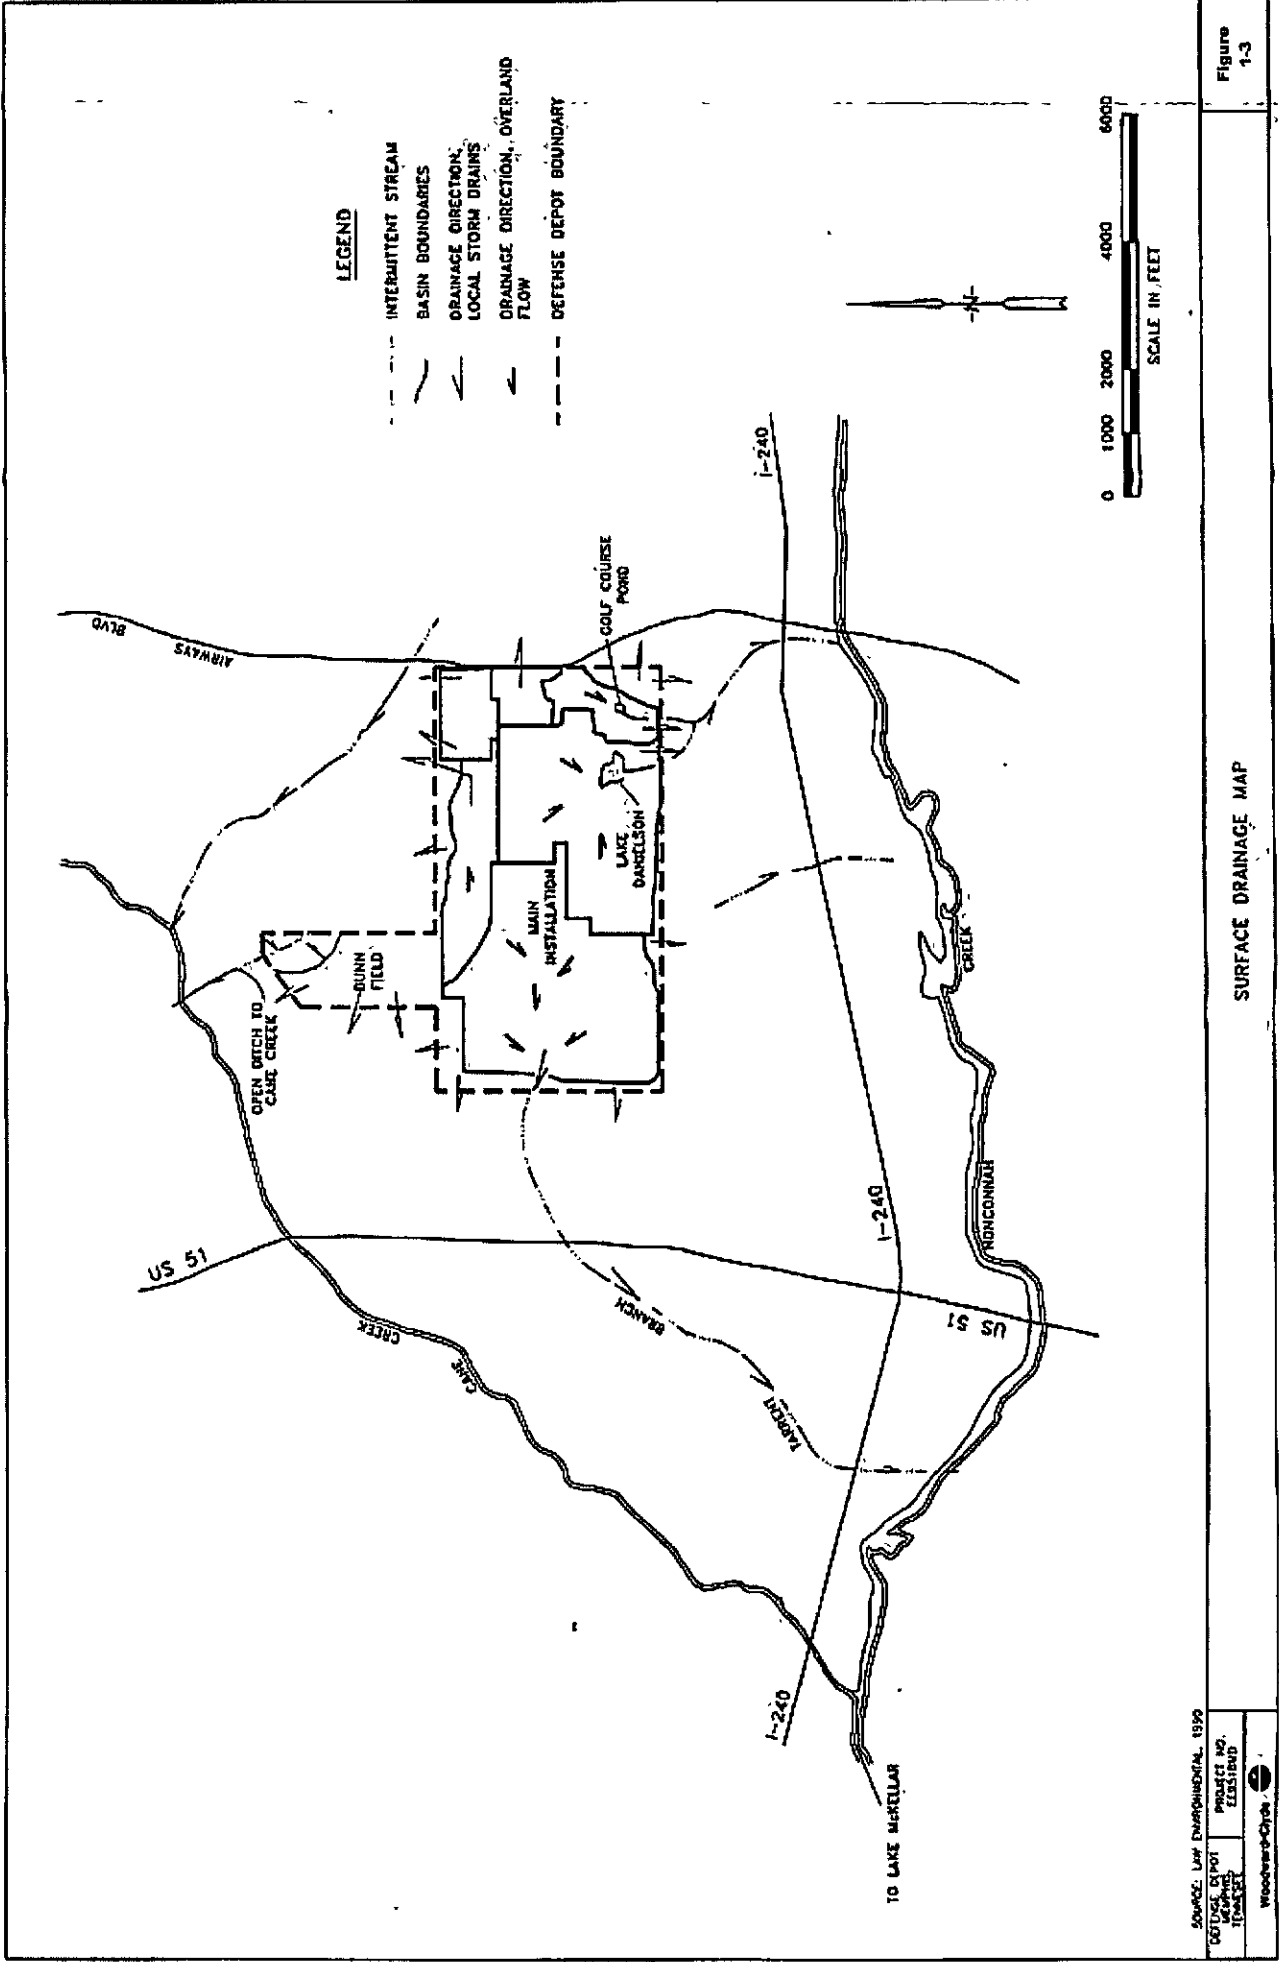 LEGEND
INTERMITTENT STREAM
BASIN BOUNDARIES
DRAINAGE DIRECTION,
LOCAL STORM DRAINS
DRAINAGE DIRECTION, OVERLAND
FLOW
DEFENSE DEPOT BOUNDARY
AIRWAYS
BLVD
US 51
CREEK
CANE
OPEN DITCH TO
CANE CREEK
DUNN
FIELD
MAIN
INSTALLATION
LAKE
DANIELSON
GOLF COURSE
POND
I-240
TARRENT
BRANCH
I-240
US 51
I-240
NONCONNAH
CREEK
TO LAKE McKELLAR
-N-
0 1000 2000 4000 6000
SCALE IN FEET
SOURCE: LAW ENVIRONMENTAL, 1990
DEFENSE DEPOT
MEMPHIS
TENNESSEE
PROJECT NO.
Woodward-Clyde
SURFACE DRAINAGE MAP
Figure
1-3